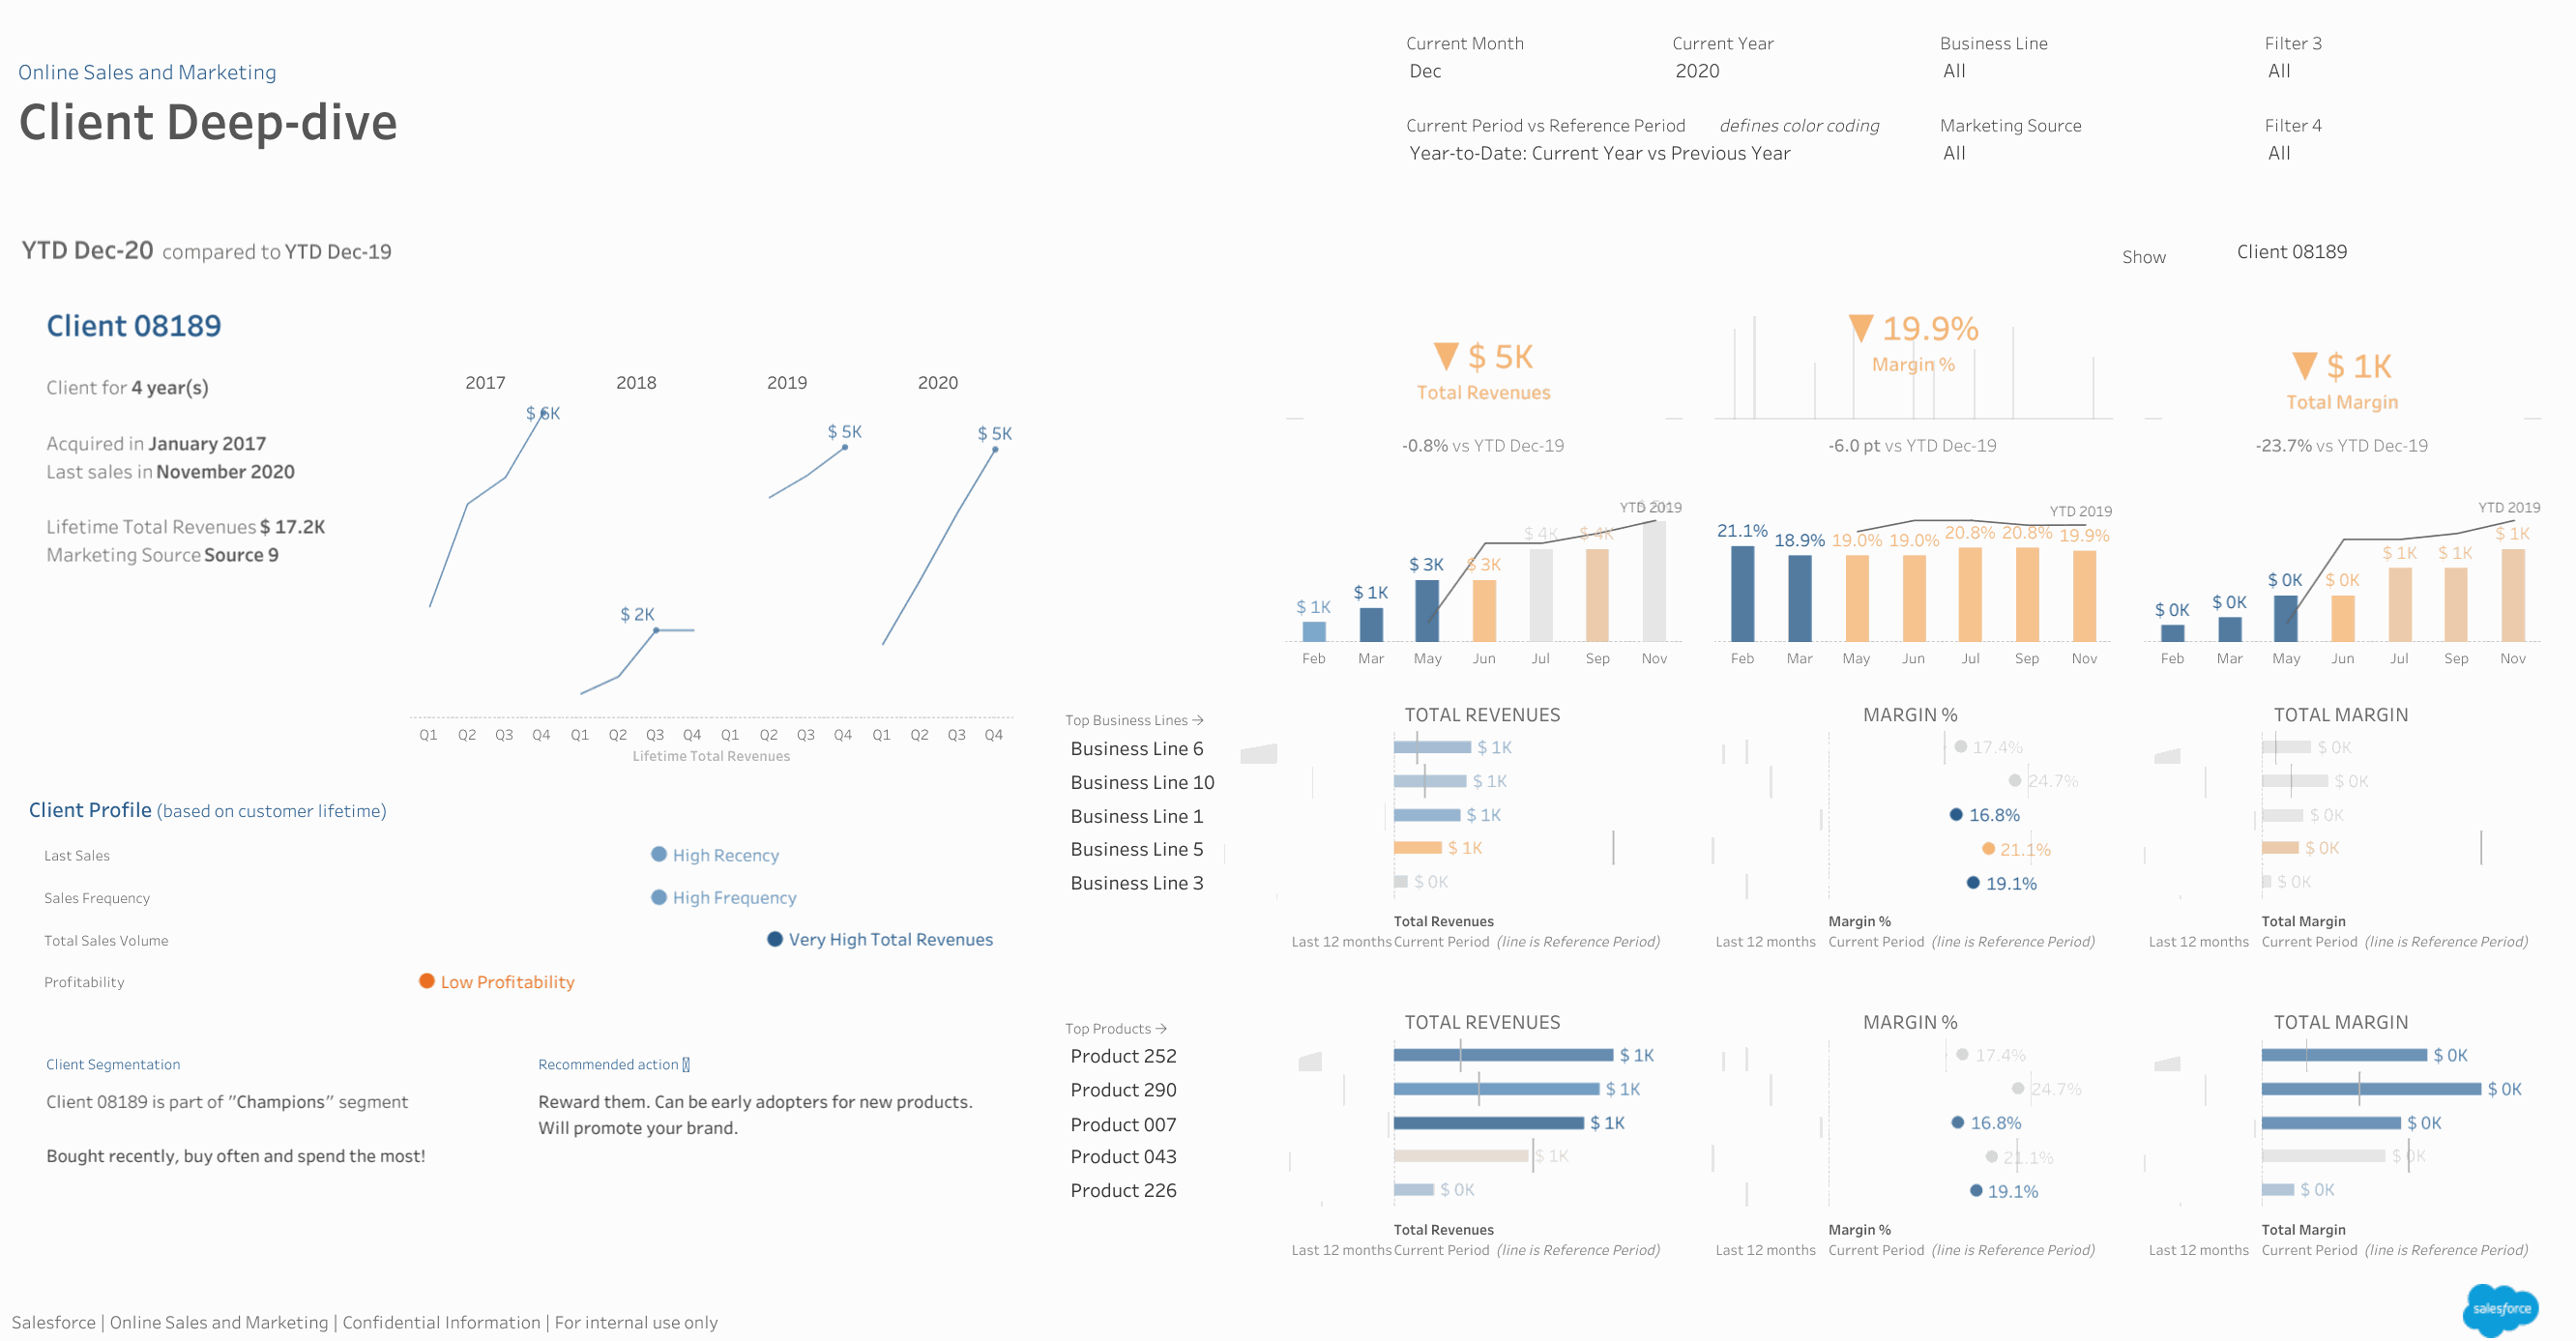 Online Sales and Marketing
Client Deep-dive
Current Month
Dec
Current Year
2020
Business Line
All
Filter 3
All
Current Period vs Reference Period defines color coding
Year-to-Date: Current Year vs Previous Year
Marketing Source
All
Filter 4
All
YTD Dec-20 compared to YTD Dec-19
Show Client 08189
Client 08189
Client for 4 year(s)
Acquired in January 2017
Last sales in November 2020
Lifetime Total Revenues $ 17.2K
Marketing Source Source 9
2017 2018 2019 2020
$ 6K
$ 2K
$ 5K
$ 5K
Q1 Q2 Q3 Q4 Q1 Q2 Q3 Q4 Q1 Q2 Q3 Q4 Q1 Q2 Q3 Q4
Lifetime Total Revenues
▼ $ 5K
Total Revenues
-0.8% vs YTD Dec-19
▼ 19.9%
Margin %
-6.0 pt vs YTD Dec-19
▼ $ 1K
Total Margin
-23.7% vs YTD Dec-19
YTD 2019
$ 1K $ 1K $ 3K $ 3K $ 4K $ 4K
Feb Mar May Jun Jul Sep Nov
YTD 2019
21.1% 18.9% 19.0% 19.0% 20.8% 20.8% 19.9%
Feb Mar May Jun Jul Sep Nov
YTD 2019
$ 0K $ 0K $ 0K $ 0K $ 1K $ 1K $ 1K
Feb Mar May Jun Jul Sep Nov
Client Profile (based on customer lifetime)
Last Sales High Recency
Sales Frequency High Frequency
Total Sales Volume Very High Total Revenues
Profitability Low Profitability
Client Segmentation
Client 08189 is part of "Champions" segment
Bought recently, buy often and spend the most!
Recommended action
Reward them. Can be early adopters for new products.
Will promote your brand.
Top Business Lines → TOTAL REVENUES MARGIN % TOTAL MARGIN
Business Line 6 $ 1K 17.4% $ 0K
Business Line 10 $ 1K 24.7% $ 0K
Business Line 1 $ 1K 16.8% $ 0K
Business Line 5 $ 1K 21.1% $ 0K
Business Line 3 $ 0K 19.1% $ 0K
Total Revenues Margin % Total Margin
Last 12 months Current Period (line is Reference Period) Last 12 months Current Period (line is Reference Period) Last 12 months Current Period (line is Reference Period)
Top Products → TOTAL REVENUES MARGIN % TOTAL MARGIN
Product 252 $ 1K 17.4% $ 0K
Product 290 $ 1K 24.7% $ 0K
Product 007 $ 1K 16.8% $ 0K
Product 043 $ 1K 21.1% $ 0K
Product 226 $ 0K 19.1% $ 0K
Total Revenues Margin % Total Margin
Last 12 months Current Period (line is Reference Period) Last 12 months Current Period (line is Reference Period) Last 12 months Current Period (line is Reference Period)
Salesforce | Online Sales and Marketing | Confidential Information | For internal use only
salesforce